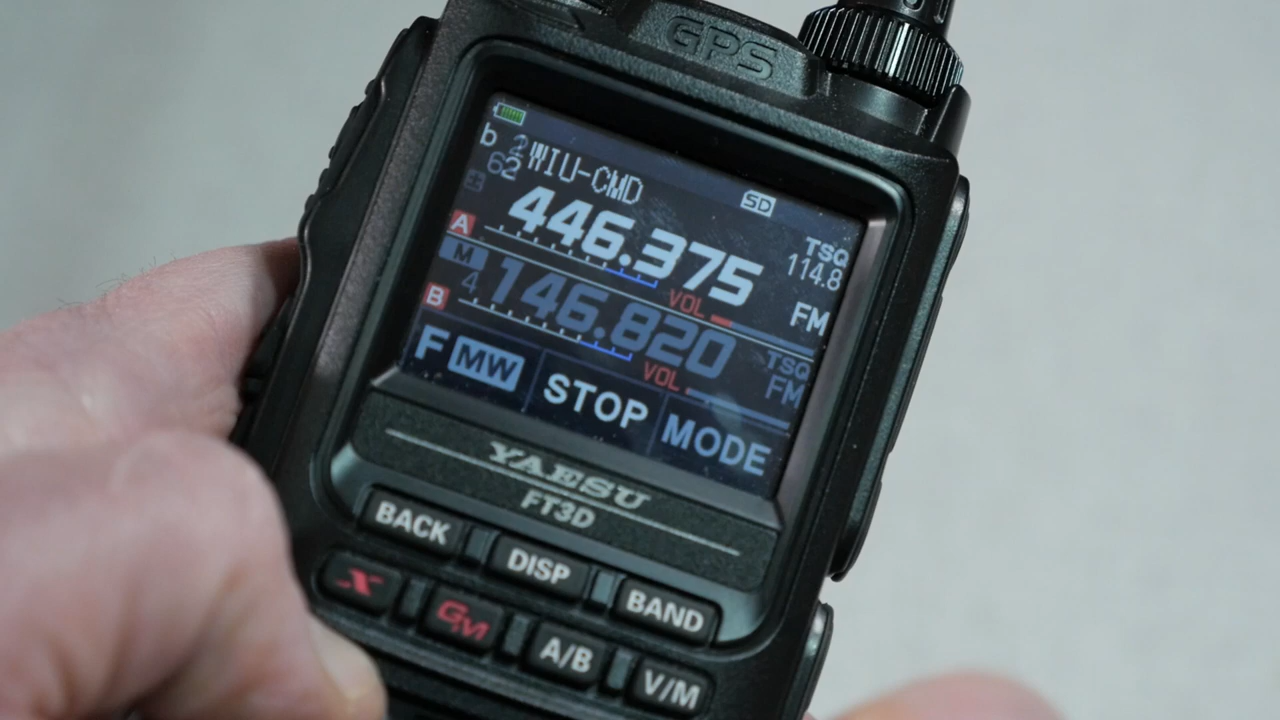 GPS
b 2 WIU-CMD SD
62
A 446.375 TSQ
114.8
VOL FM
M
B 4 146.820 TSQ
VOL FM
F MW STOP MODE
YAESU
FT3D
BACK DISP BAND
X GM A/B V/M